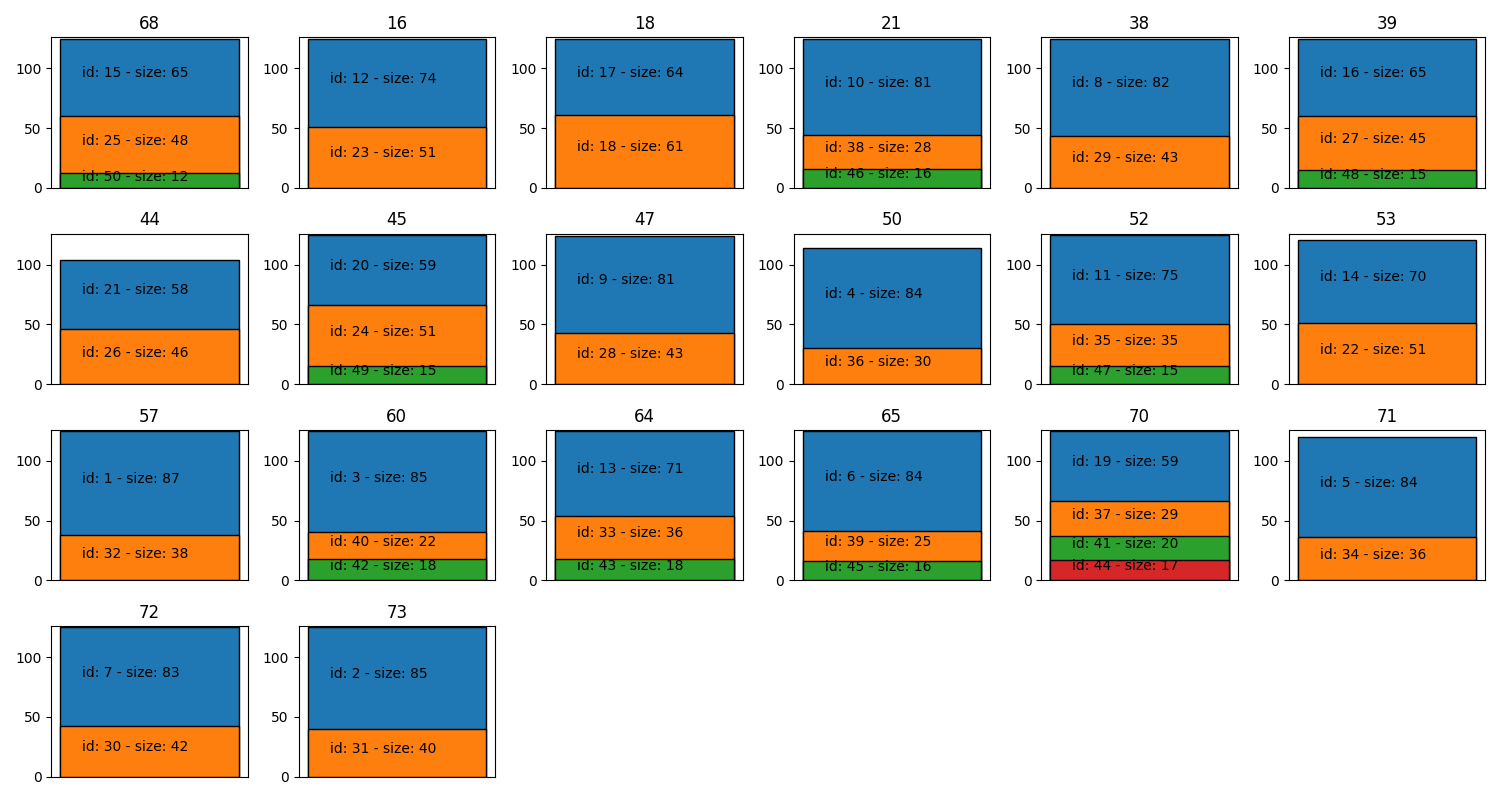 68 16 18 21 38 39
100 id: 15 - size: 65 100 id: 12 - size: 74 100 id: 17 - size: 64 100 id: 10 - size: 81 100 id: 8 - size: 82 100 id: 16 - size: 65
50 id: 25 - size: 48 50 id: 23 - size: 51 50 id: 18 - size: 61 50 id: 38 - size: 28 50 id: 29 - size: 43 50 id: 27 - size: 45
0 id: 50 - size: 12 0 0 0 id: 46 - size: 16 0 0 id: 48 - size: 15
44 45 47 50 52 53
100 id: 21 - size: 58 100 id: 20 - size: 59 100 id: 9 - size: 81 100 id: 4 - size: 84 100 id: 11 - size: 75 100 id: 14 - size: 70
50 id: 26 - size: 46 50 id: 24 - size: 51 50 id: 28 - size: 43 50 id: 36 - size: 30 50 id: 35 - size: 35 50 id: 22 - size: 51
0 0 id: 49 - size: 15 0 0 0 id: 47 - size: 15 0
57 60 64 65 70 71
100 id: 1 - size: 87 100 id: 3 - size: 85 100 id: 13 - size: 71 100 id: 6 - size: 84 100 id: 19 - size: 59 100 id: 5 - size: 84
50 id: 32 - size: 38 50 id: 40 - size: 22 50 id: 33 - size: 36 50 id: 39 - size: 25 50 id: 37 - size: 29 50 id: 34 - size: 36
id: 41 - size: 20
0 0 id: 42 - size: 18 0 id: 43 - size: 18 0 id: 45 - size: 16 0 id: 44 - size: 17 0
72 73
100 id: 7 - size: 83 100 id: 2 - size: 85
50 id: 30 - size: 42 50 id: 31 - size: 40
0 0